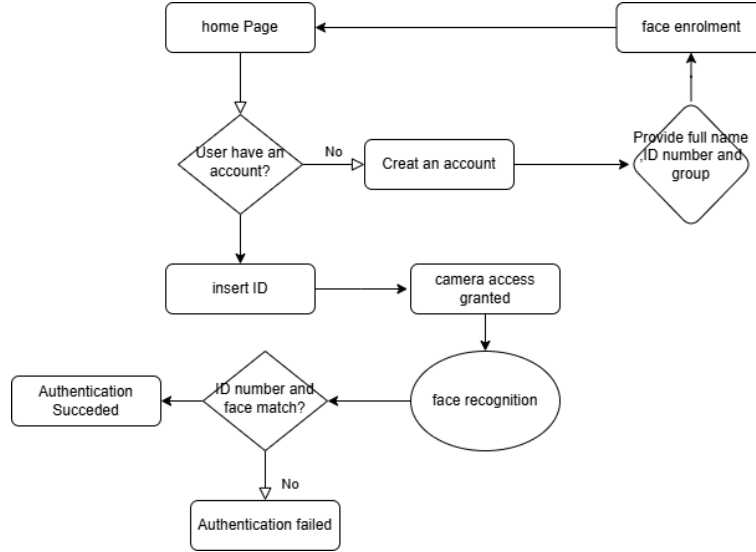 home Page
face enrolment
User have an
account?
No
Creat an account
Provide full name
,ID number and
group
insert ID
camera access
granted
Authentication
Succeded
ID number and
face match?
face recognition
No
Authentication failed